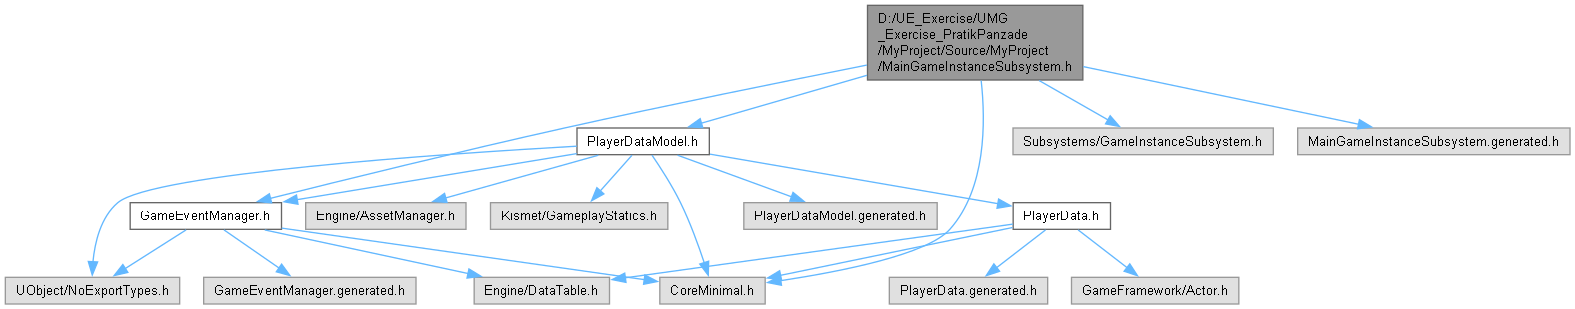 D:/UE_Exercise/UMG
_Exercise_PratikPanzade
/MyProject/Source/MyProject
/MainGameInstanceSubsystem.h
PlayerDataModel.h
Subsystems/GameInstanceSubsystem.h
MainGameInstanceSubsystem.generated.h
GameEventManager.h
Engine/AssetManager.h
Kismet/GameplayStatics.h
PlayerDataModel.generated.h
PlayerData.h
UObject/NoExportTypes.h
GameEventManager.generated.h
Engine/DataTable.h
CoreMinimal.h
PlayerData.generated.h
GameFramework/Actor.h